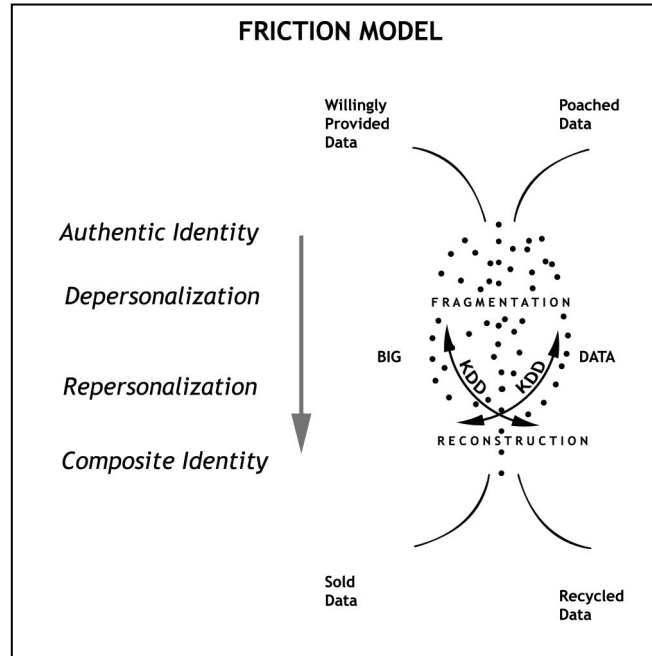 FRICTION MODEL
Willingly
Provided
Data
Poached
Data
Authentic Identity
Depersonalization
FRAGMENTATION
BIG
DATA
KDD
KDD
Repersonalization
RECONSTRUCTION
Composite Identity
Sold
Data
Recycled
Data